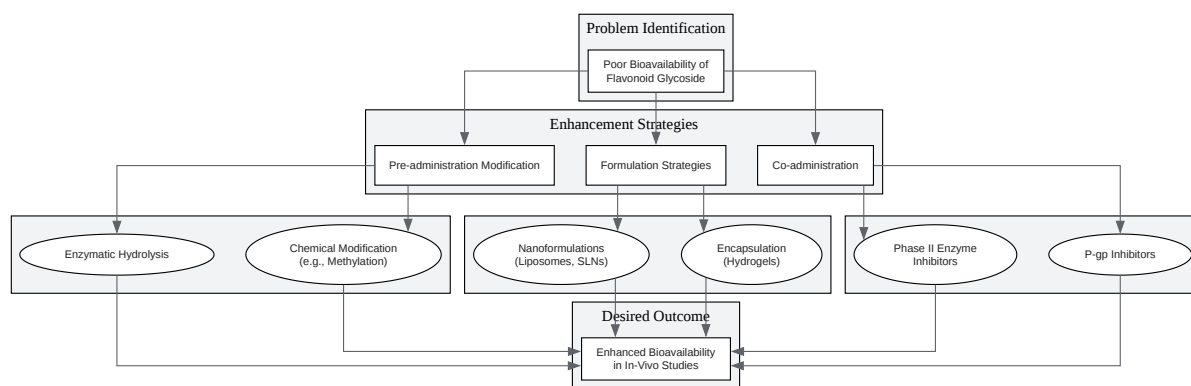 Problem Identification
Poor Bioavailability of
Flavonoid Glycoside
Enhancement Strategies
Pre-administration Modification
Formulation Strategies
Co-administration
Enzymatic Hydrolysis
Chemical Modification
(e.g., Methylation)
Nanoformulations
(Liposomes, SLNs)
Encapsulation
(Hydrogels)
Phase II Enzyme
Inhibitors
P-gp Inhibitors
Desired Outcome
Enhanced Bioavailability
in In-Vivo Studies